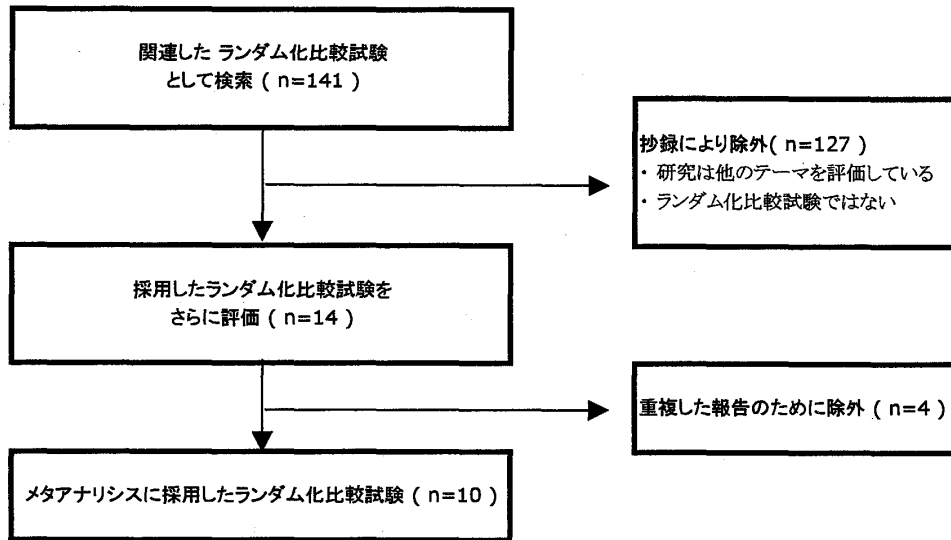 関連した ランダム化比較試験
として検索 ( n=141 )
抄録により除外( n=127 )
・ 研究は他のテーマを評価している
・ ランダム化比較試験ではない
採用したランダム化比較試験を
さらに評価 ( n=14 )
重複した報告のために除外 ( n=4 )
メタアナリシスに採用したランダム化比較試験 ( n=10 )